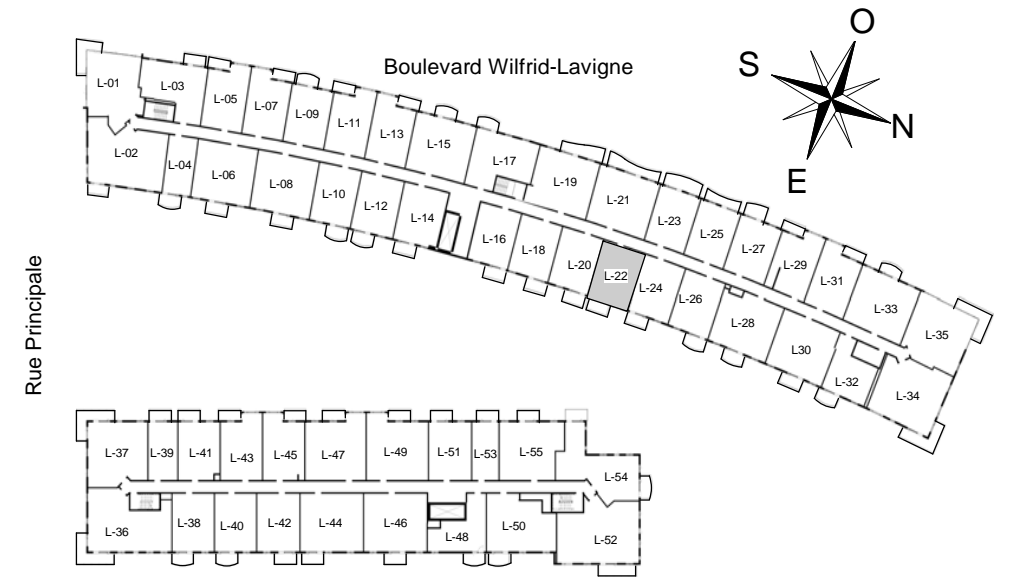 Boulevard Wilfrid-Lavigne
O
S
N
E
Rue Principale
L-01
L-03
L-05
L-07
L-09
L-11
L-13
L-15
L-17
L-19
L-21
L-23
L-25
L-27
L-29
L-31
L-33
L-35
L-02
L-04
L-06
L-08
L-10
L-12
L-14
L-16
L-18
L-20
L-22
L-24
L-26
L-28
L30
L-32
L-34
L-37
L-39
L-41
L-43
L-45
L-47
L-49
L-51
L-53
L-55
L-54
L-36
L-38
L-40
L-42
L-44
L-46
L-48
L-50
L-52